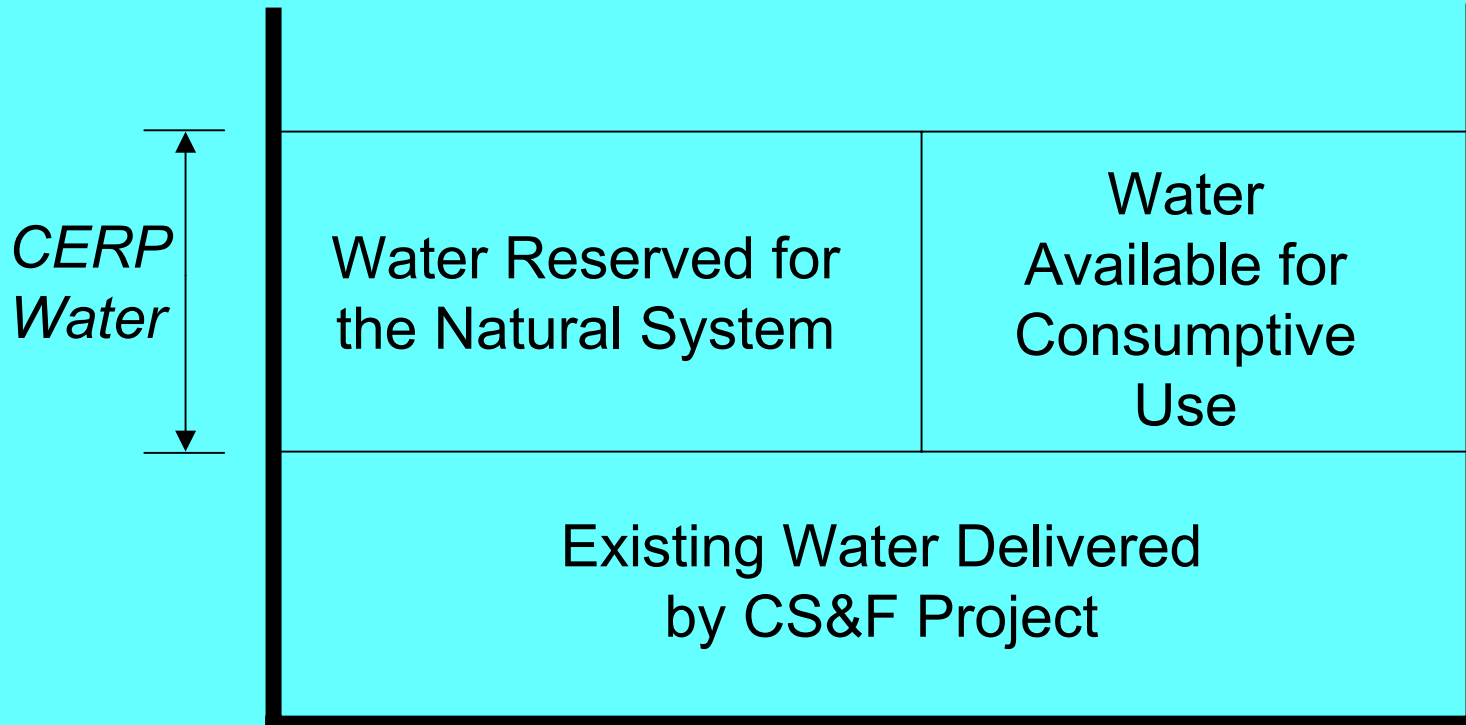 CERP
Water
Water Reserved for
the Natural System
Water
Available for
Consumptive
Use
Existing Water Delivered
by CS&F Project